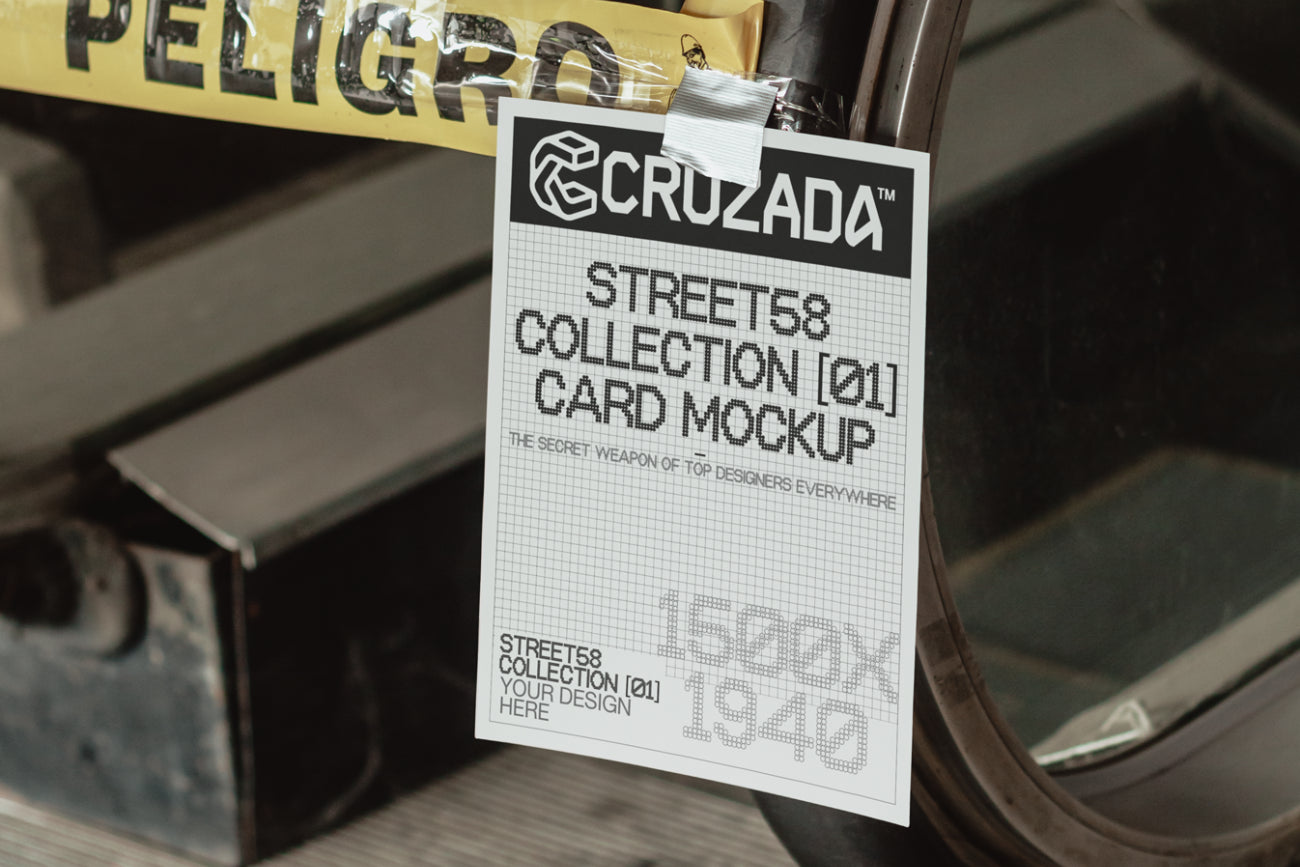 PELIGRO
CRUZADA™
STREET58
COLLECTION [01]
CARD MOCKUP
THE SECRET WEAPON OF TOP DESIGNERS EVERYWHERE
1500X
1940
STREET58
COLLECTION [01]
YOUR DESIGN
HERE